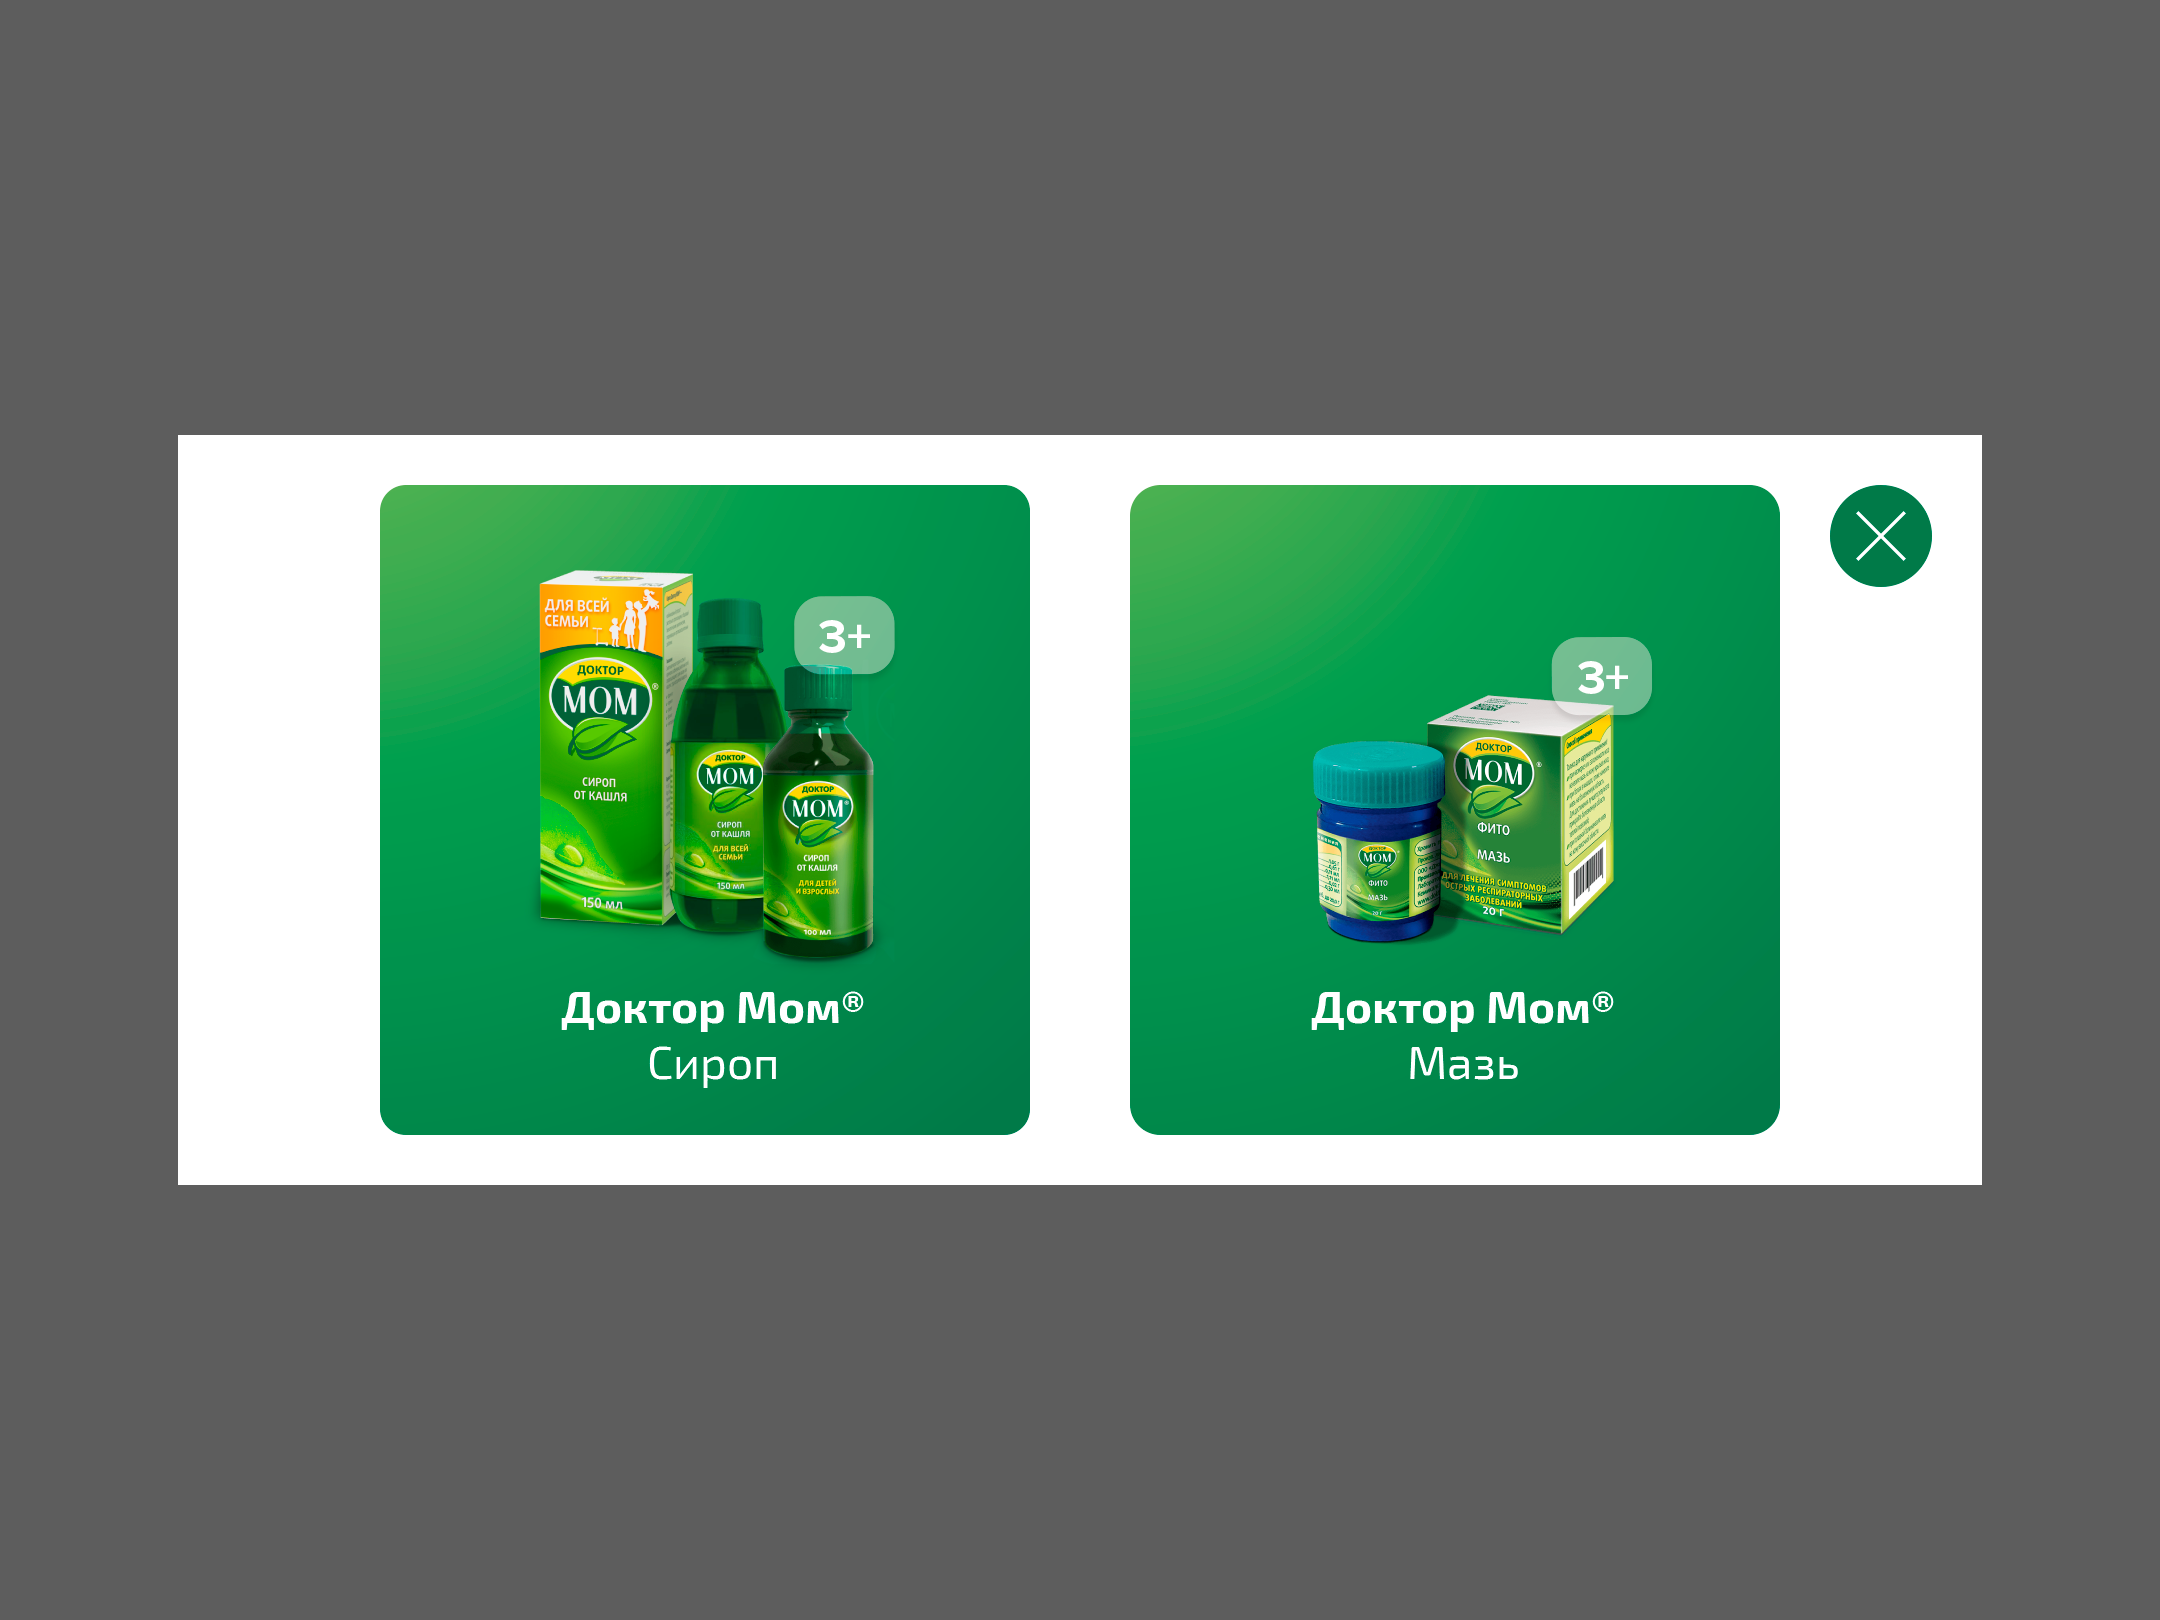 ДЛЯ ВСЕЙ
СЕМЬИ
ДОКТОР
МОМ®
СИРОП
ОТ КАШЛЯ
150 мл
ДОКТОР
МОМ
СИРОП
ОТ КАШЛЯ
ДЛЯ ВСЕЙ
СЕМЬИ
150 мл
3+
ДОКТОР
МОМ®
СИРОП
ОТ КАШЛЯ
ДЛЯ ДЕТЕЙ
И ВЗРОСЛЫХ
100 мл
Доктор Мом®
Сироп
3+
ДОКТОР
МОМ®
ФИТО
МАЗЬ
ДЛЯ ЛЕЧЕНИЯ СИМПТОМОВ
ОСТРЫХ РЕСПИРАТОРНЫХ
ЗАБОЛЕВАНИЙ
20 г
ДОКТОР
МОМ
ФИТО
МАЗЬ
20 г
Доктор Мом®
Мазь